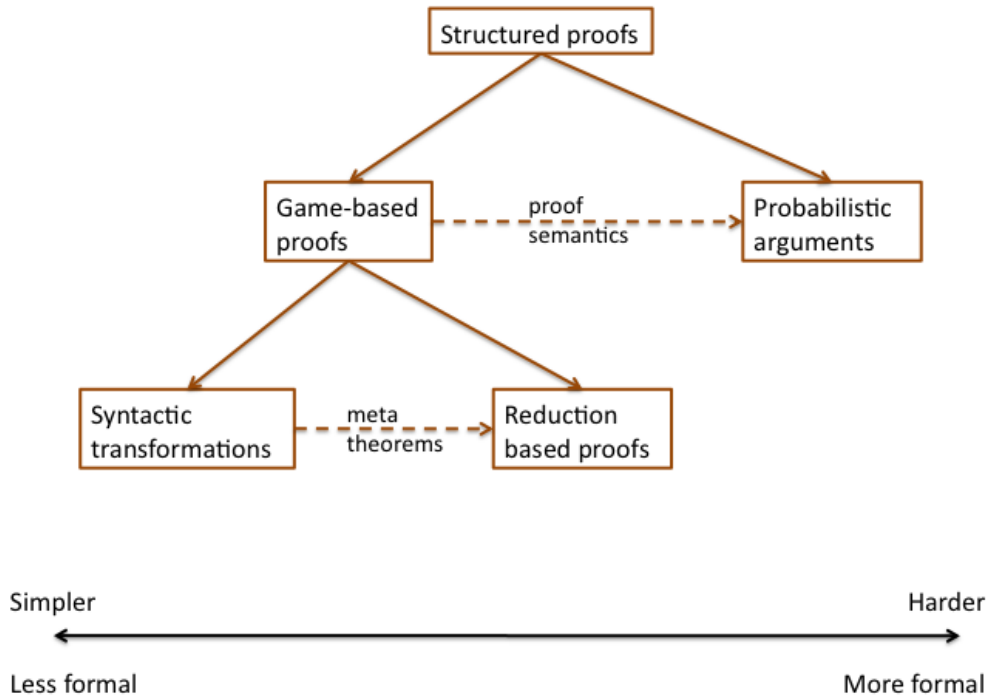 Structured proofs
Game-based
proofs
proof
semantics
Probabilistic
arguments
Syntactic
transformations
meta
theorems
Reduction
based proofs
Simpler
Harder
Less formal
More formal